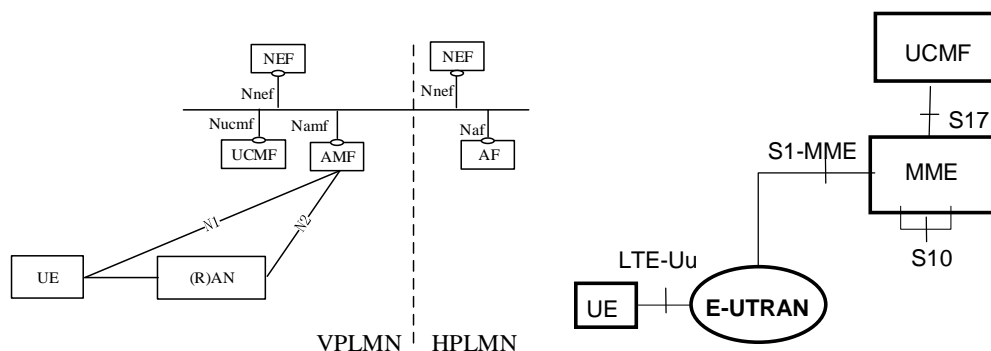 NEF
NEF
Nnef
Nnef
Nucmf
Namf
Naf
UCMF
AMF
AF
N1
N2
UE
(R)AN
VPLMN
HPLMN
UCMF
S17
S1-MME
MME
S10
LTE-Uu
UE
E-UTRAN